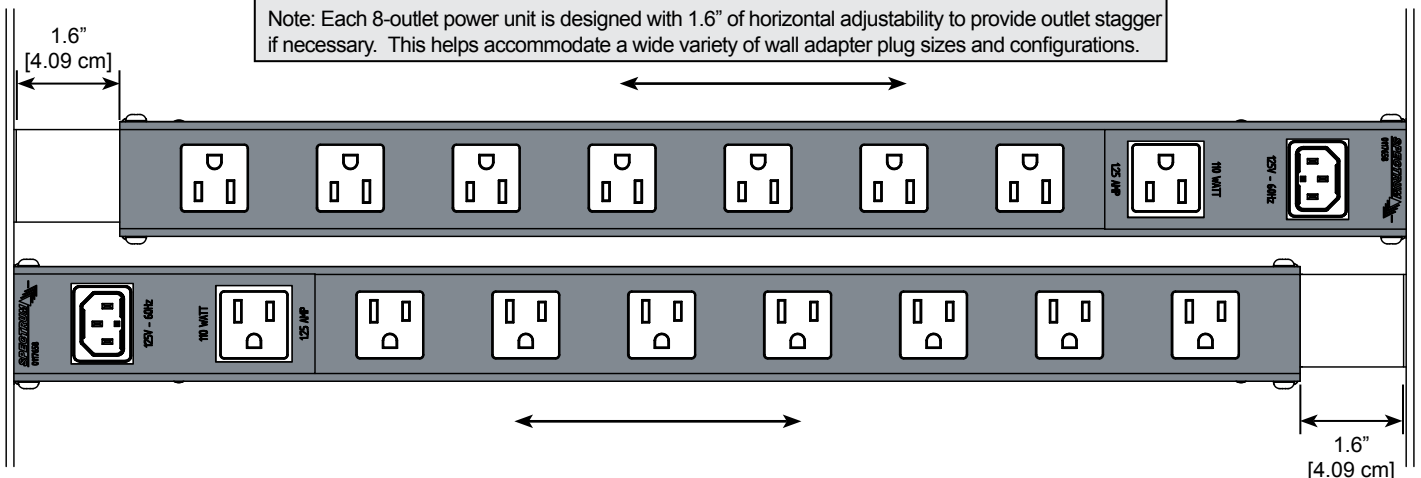 Note: Each 8-outlet power unit is designed with 1.6” of horizontal adjustability to provide outlet stagger
if necessary. This helps accommodate a wide variety of wall adapter plug sizes and configurations.
1.6”
[4.09 cm]
125 AMP
110 WATT
125V – 60Hz
SPECTRUM
125V – 60Hz
110 WATT
125 AMP
SPECTRUM
1.6”
[4.09 cm]